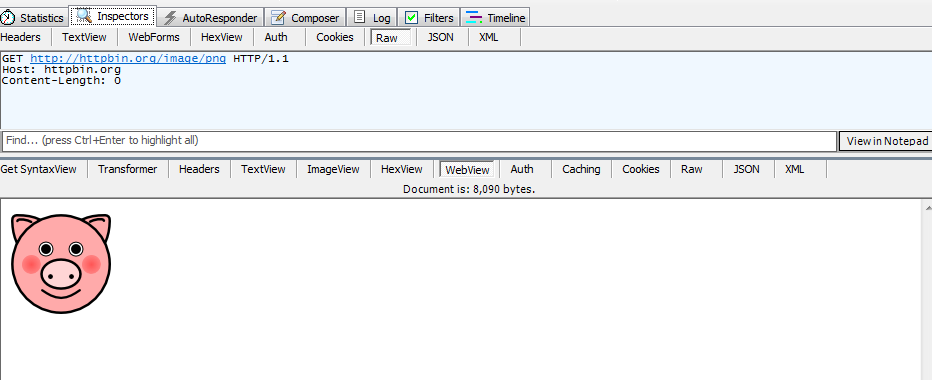 Statistics Inspectors AutoResponder Composer Log Filters Timeline
Headers TextView WebForms HexView Auth Cookies Raw JSON XML
GET http://httpbin.org/image/png HTTP/1.1
Host: httpbin.org
Content-Length: 0
Find... (press Ctrl+Enter to highlight all) View in Notepad
Get SyntaxView Transformer Headers TextView ImageView HexView WebView Auth Caching Cookies Raw JSON XML
Document is: 8,090 bytes.